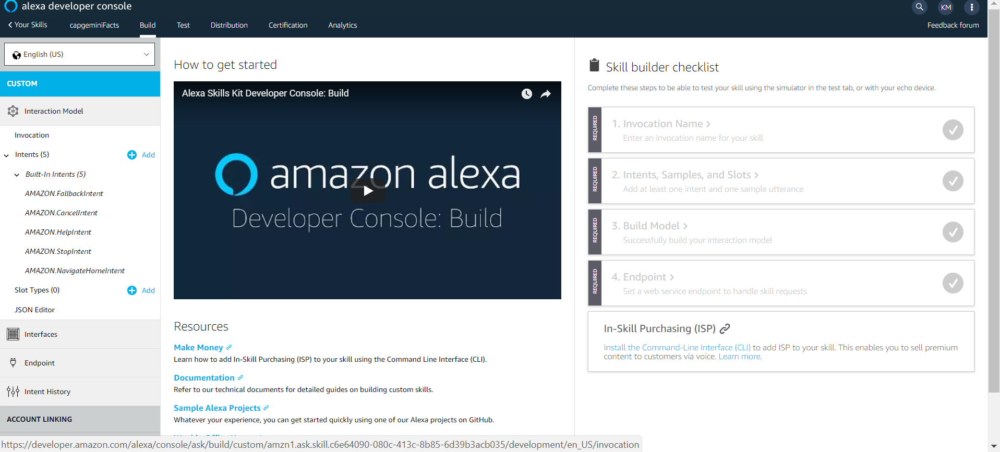 alexa developer console
KM
Your Skills
capgeminiFacts
Build
Test
Distribution
Certification
Analytics
Feedback forum
English (US)
CUSTOM
Interaction Model
Invocation
Intents (5)
Add
Built-In Intents (5)
AMAZON.FallbackIntent
AMAZON.CancelIntent
AMAZON.HelpIntent
AMAZON.StopIntent
AMAZON.NavigateHomeIntent
Slot Types (0)
Add
JSON Editor
Interfaces
Endpoint
Intent History
ACCOUNT LINKING
How to get started
Alexa Skills Kit Developer Console: Build
amazon alexa
Developer Console: Build
Resources
Make Money
Learn how to add In-Skill Purchasing (ISP) to your skill using the Command Line Interface (CLI).
Documentation
Refer to our technical documents for detailed guides on building custom skills.
Sample Alexa Projects
Whatever your experience, you can get started quickly using one of our Alexa projects on GitHub.
Skill builder checklist
Complete these steps to be able to test your skill using the simulator in the test tab, or with your echo device.
REQUIRED
1. Invocation Name
Enter an invocation name for your skill
REQUIRED
2. Intents, Samples, and Slots
Add at least one intent and one sample utterance
REQUIRED
3. Build Model
Successfully build your interaction model
REQUIRED
4. Endpoint
Set a web service endpoint to handle skill requests
In-Skill Purchasing (ISP)
Install the Command-Line Interface (CLI) to add ISP to your skill. This enables you to sell premium
content to customers via voice. Learn more.
https://developer.amazon.com/alexa/console/ask/build/custom/amzn1.ask.skill.c6e64090-080c-413c-8b85-6d39b3acb035/development/en_US/invocation